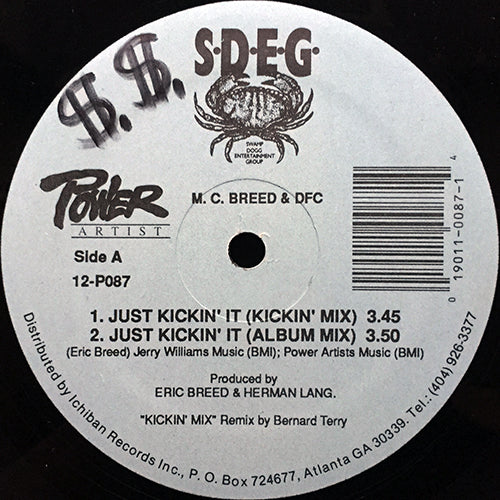 $. $.
S·D·E·G·
SWAMP
DOGG
ENTERTAINMENT
GROUP
POWER
ARTIST
M. C. BREED & DFC
Side A
12-P087
0 19011-0087-1 4
1. JUST KICKIN' IT (KICKIN' MIX) 3.45
2. JUST KICKIN' IT (ALBUM MIX) 3.50
(Eric Breed) Jerry Williams Music (BMI); Power Artists Music (BMI)
Produced by
ERIC BREED & HERMAN LANG.
"KICKIN' MIX" Remix by Bernard Terry
Distributed by Ichiban Records Inc., P. O. Box 724677, Atlanta GA 30339. Tel.: (404) 926-3377